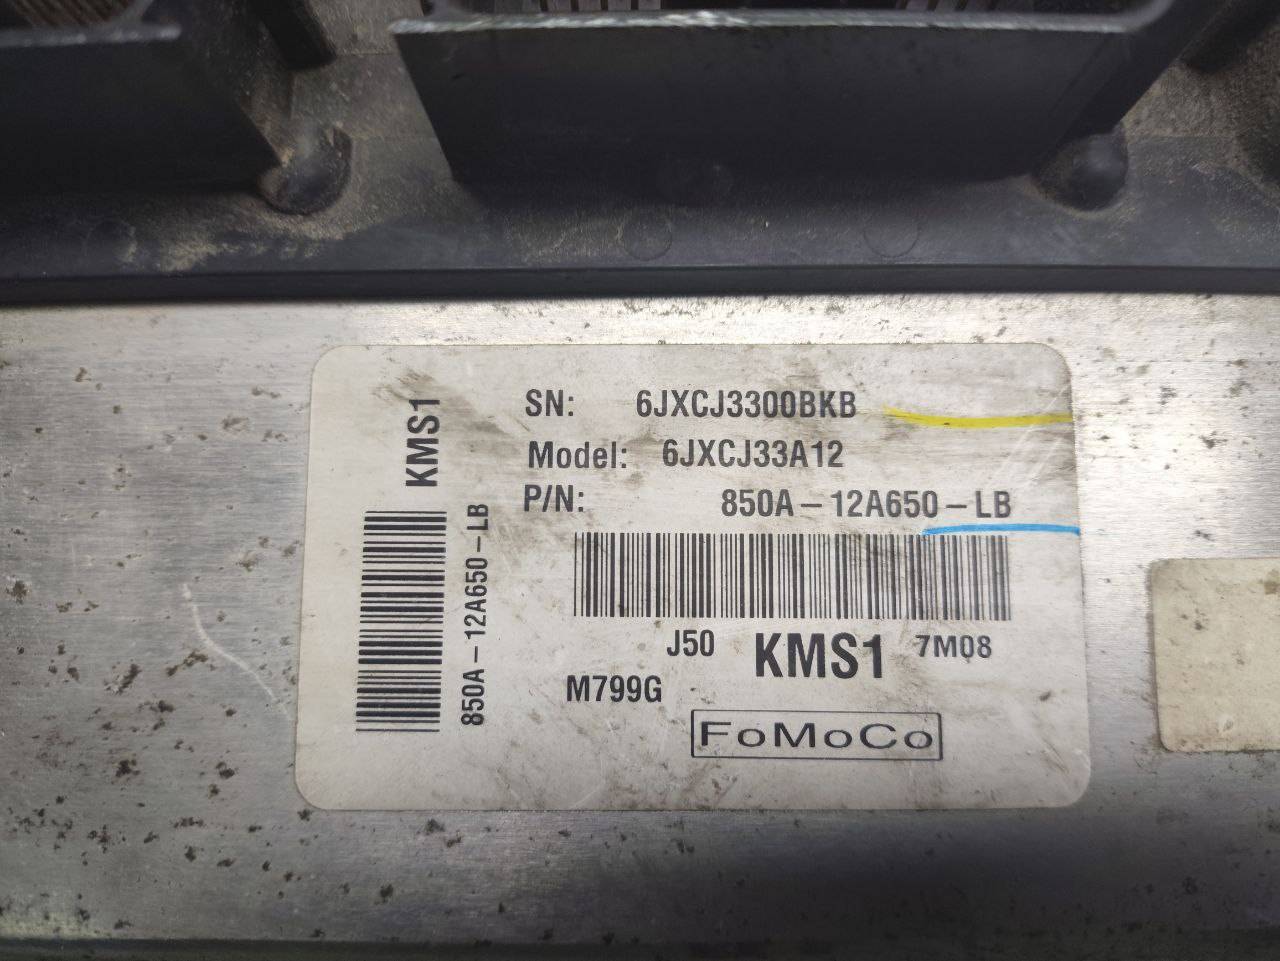 SN: 6JXCJ3300BKB
Model: 6JXCJ33A12
P/N: 850A-12A650-LB
J50 KMS1 7M08
M799G
FoMoCo
KMS1
850A-12A650-LB